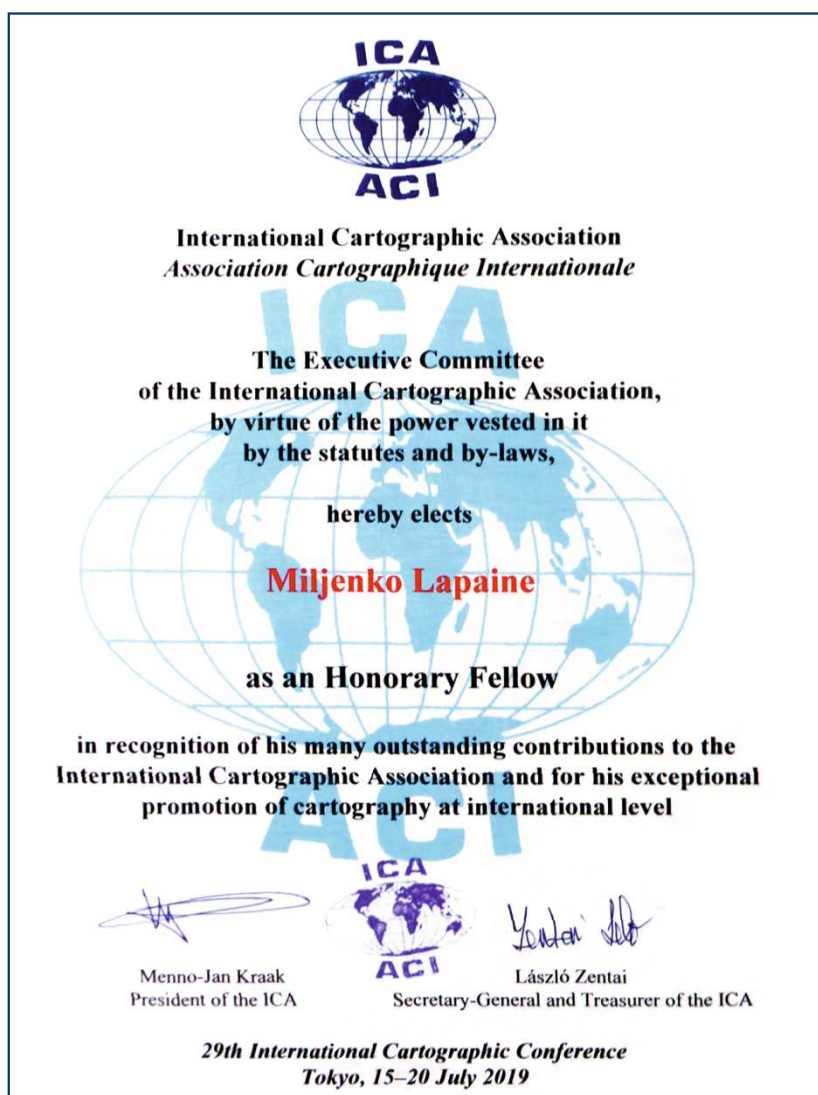 ICA
ACI
International Cartographic Association
Association Cartographique Internationale
ICA
The Executive Committee
of the International Cartographic Association,
by virtue of the power vested in it
by the statutes and by-laws,
hereby elects
Miljenko Lapaine
as an Honorary Fellow
in recognition of his many outstanding contributions to the
International Cartographic Association and for his exceptional
promotion of cartography at international level
ACI
ICA
ACI
Zentai
Menno-Jan Kraak
President of the ICA
László Zentai
Secretary-General and Treasurer of the ICA
29th International Cartographic Conference
Tokyo, 15–20 July 2019